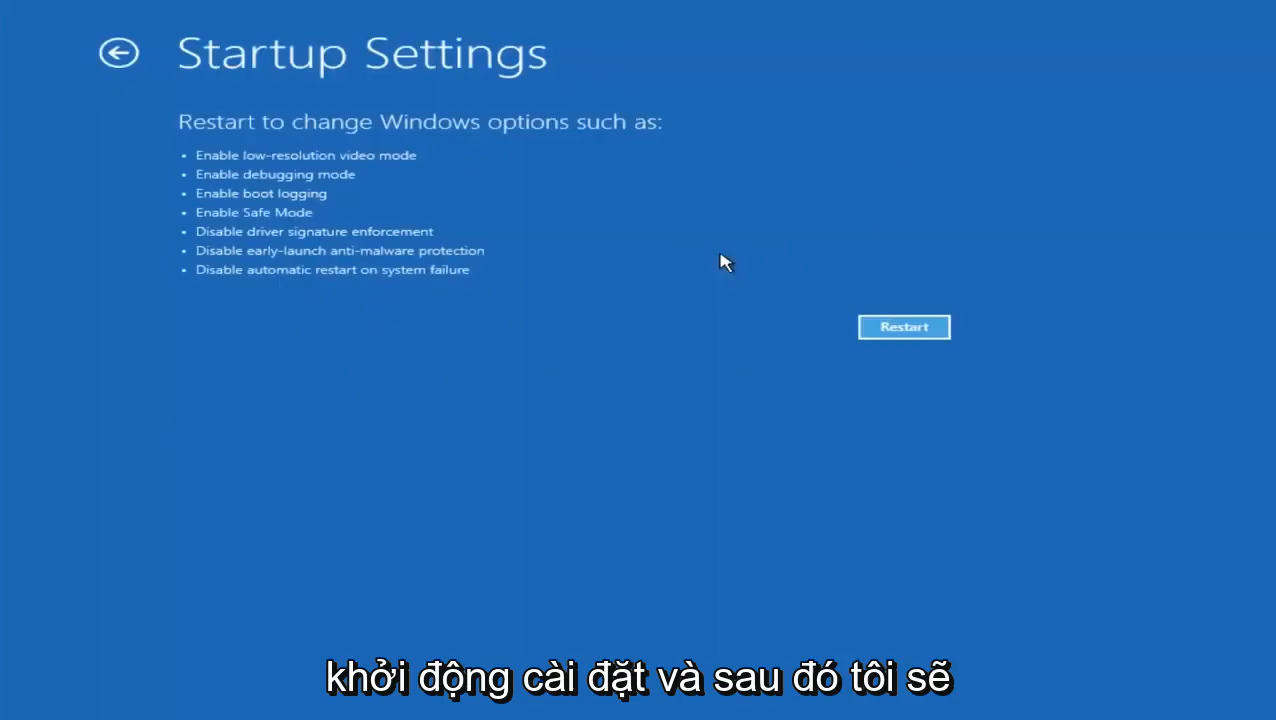 Startup Settings
Restart to change Windows options such as:
• Enable low-resolution video mode
• Enable debugging mode
• Enable boot logging
• Enable Safe Mode
• Disable driver signature enforcement
• Disable early-launch anti-malware protection
• Disable automatic restart on system failure
Restart
khởi động cài đặt và sau đó tôi sẽ